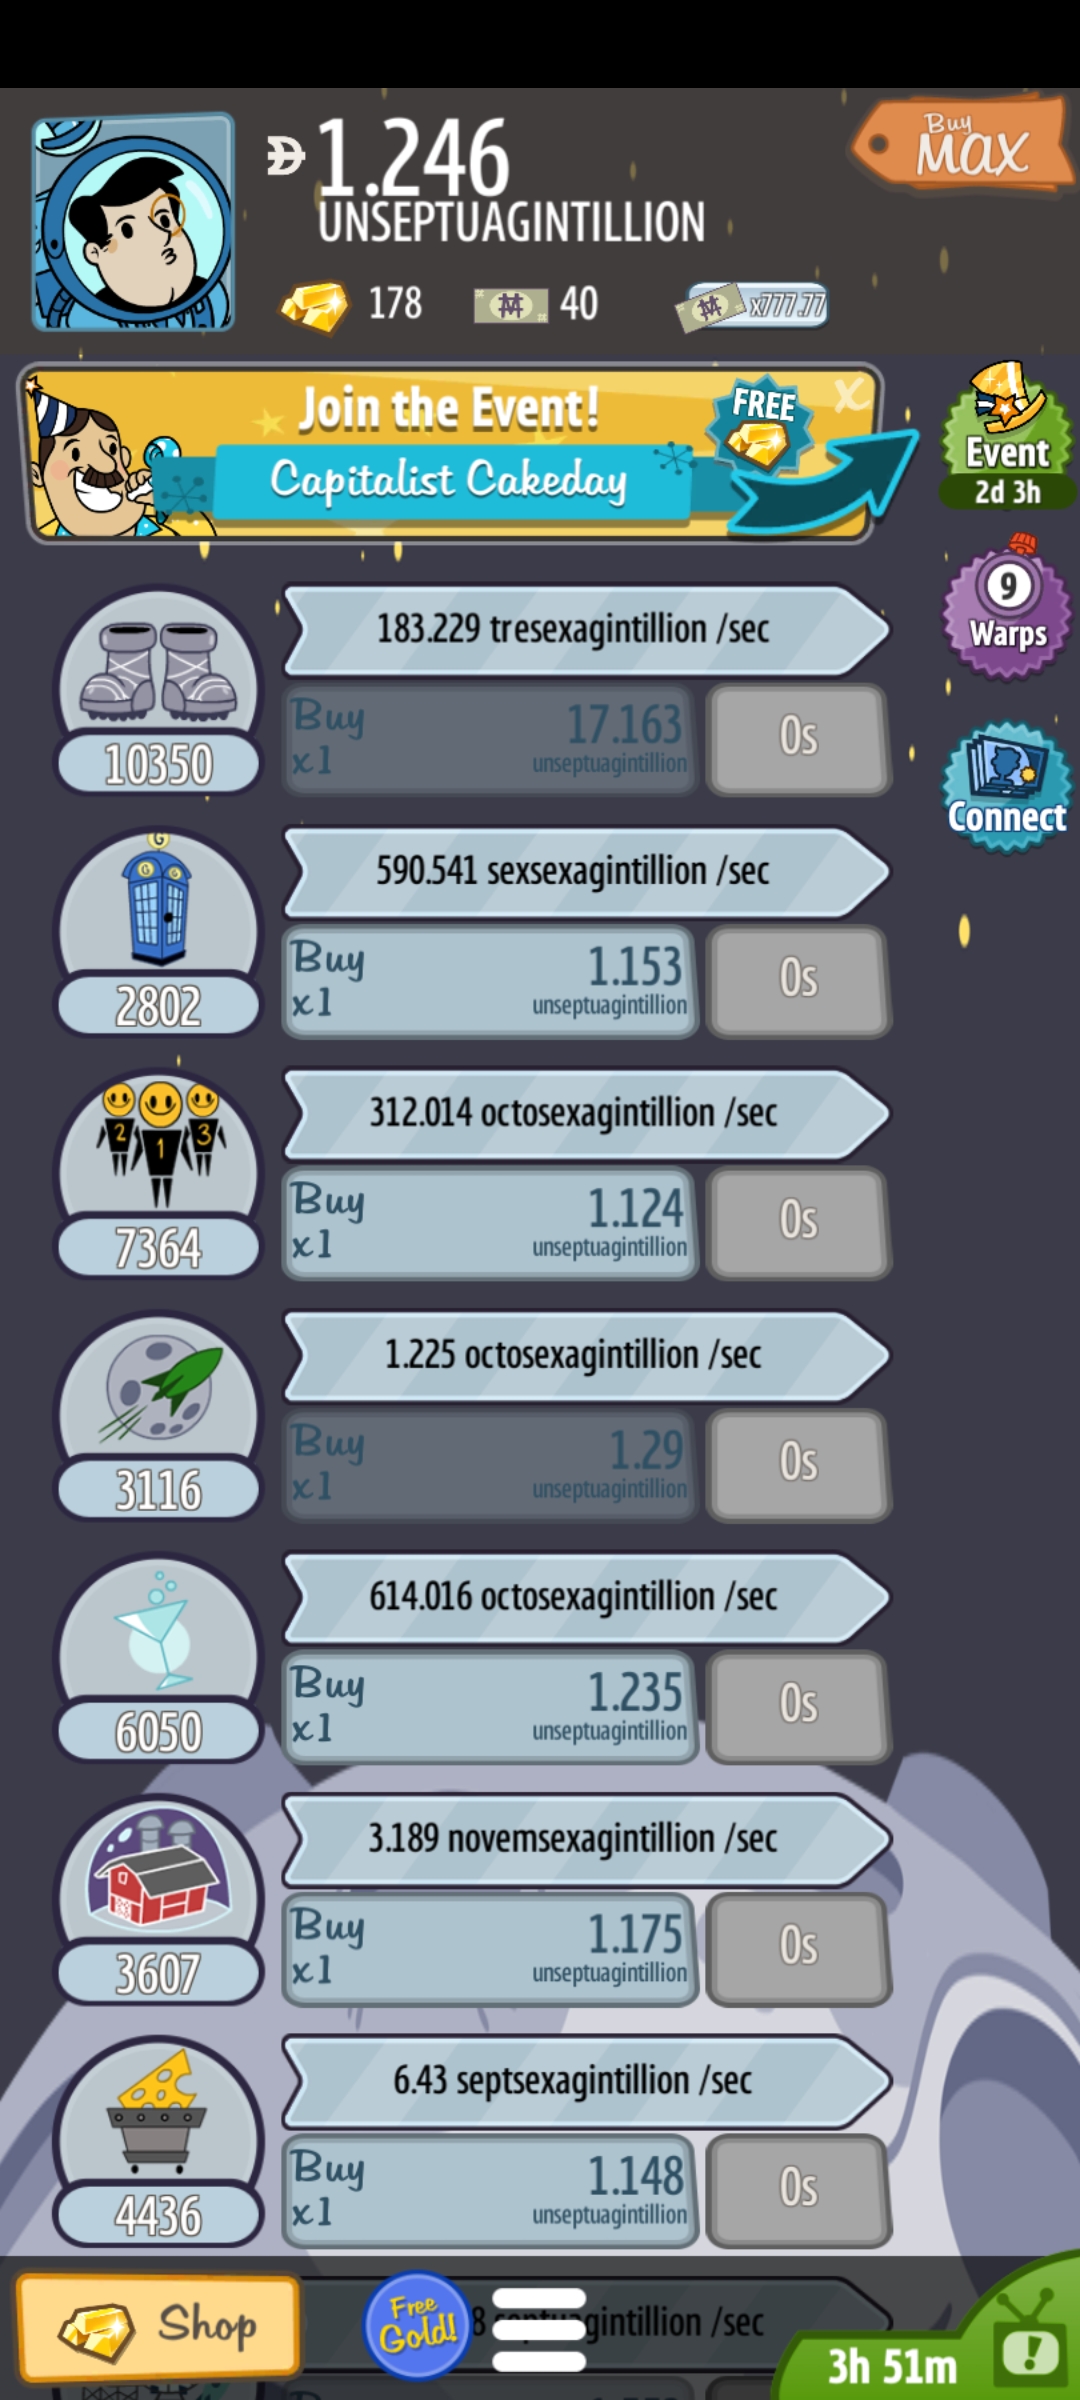 1.246
UNSEPTUAGINTILLION
Buy
MAX
178
40
x777.77
Join the Event!
Capitalist Cakeday
FREE
x
Event
2d 3h
9
Warps
Connect
183.229 tresexagintillion /sec
Buy
x1
17.163
unseptuagintillion
0s
10350
G
G
G
590.541 sexsexagintillion /sec
Buy
x1
1.153
unseptuagintillion
0s
2802
2 1 3
312.014 octosexagintillion /sec
Buy
x1
1.124
unseptuagintillion
0s
7364
1.225 octosexagintillion /sec
Buy
x1
1.29
unseptuagintillion
0s
3116
614.016 octosexagintillion /sec
Buy
x1
1.235
unseptuagintillion
0s
6050
3.189 novemsexagintillion /sec
Buy
x1
1.175
unseptuagintillion
0s
3607
6.43 septsexagintillion /sec
Buy
x1
1.148
unseptuagintillion
0s
4436
Shop
Free
Gold!
/sec
3h 51m
!